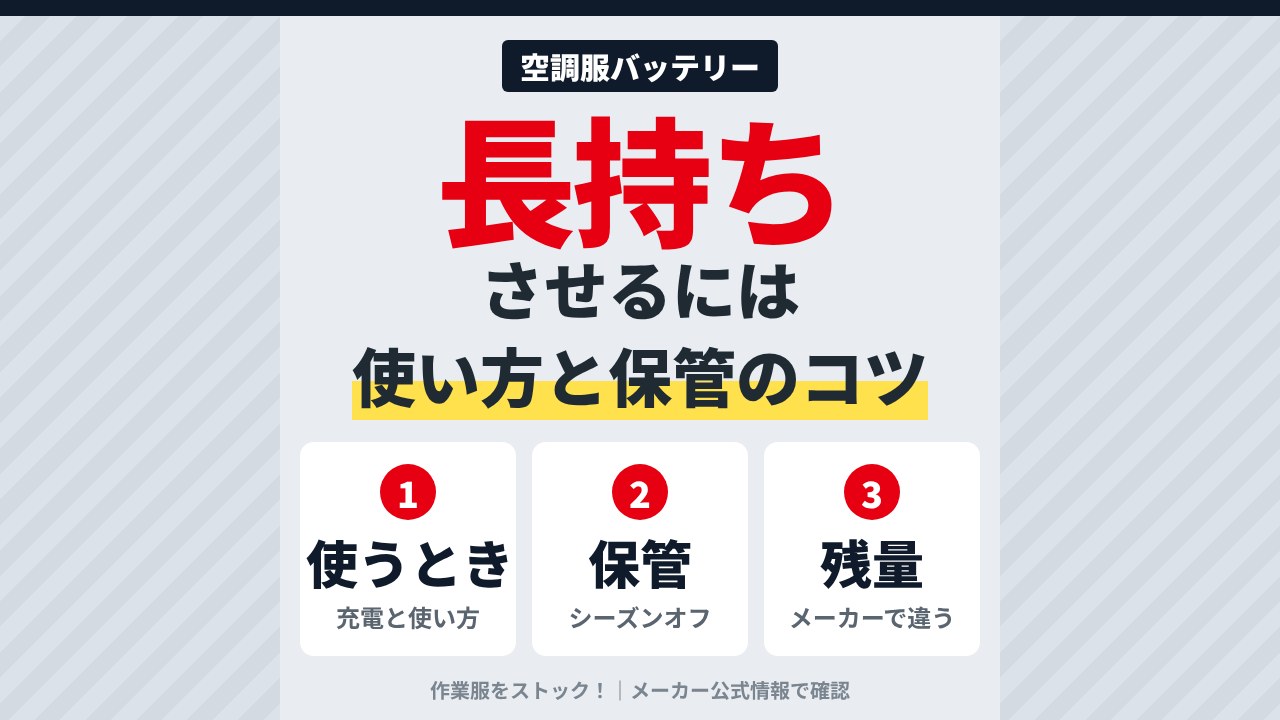 空調服バッテリー
長持ち
させるには
使い方と保管のコツ
1
使うとき
充電と使い方
2
保管
シーズンオフ
3
残量
メーカーで違う
作業服をストック！｜メーカー公式情報で確認